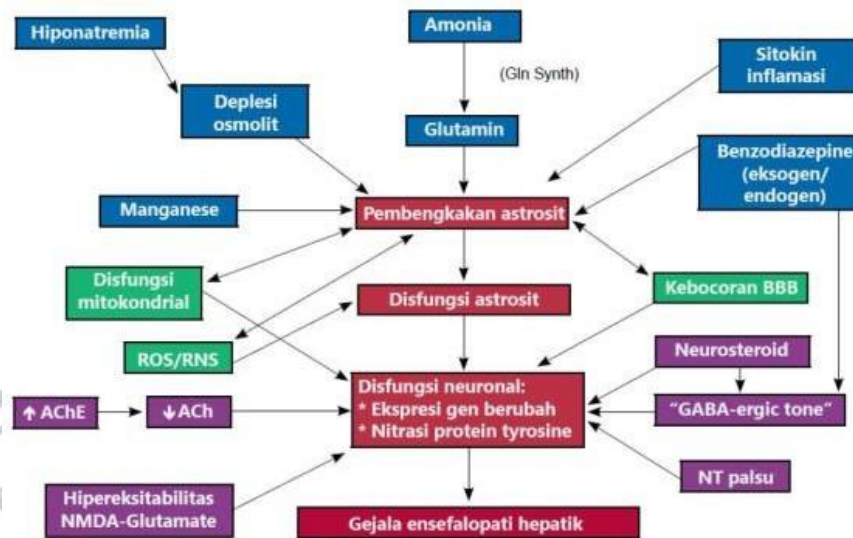 Hiponatremia
Amonia
Sitokin
inflamasi
(Gln Synth)
Deplesi
osmolit
Glutamin
Benzodiazepine
(eksogen/
endogen)
Manganese
Pembengkakan astrosit
Disfungsi
mitokondrial
Disfungsi astrosit
Kebocoran BBB
ROS/RNS
Neurosteroid
Disfungsi neuronal:
* Ekspresi gen berubah
* Nitrasi protein tyrosine
↑ AChE
↓ACh
“GABA-ergic tone”
NT palsu
Hipereksitabilitas
NMDA-Glutamate
Gejala ensefalopati hepatik